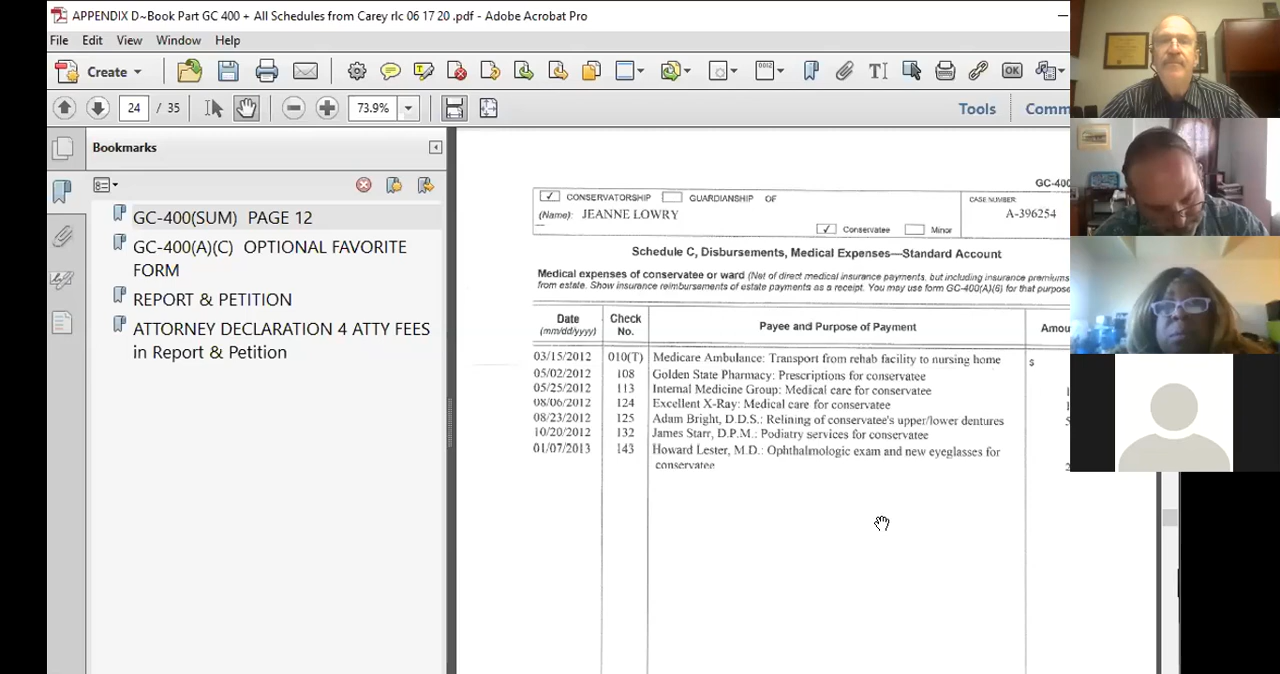 APPENDIX D~Book Part GC 400 + All Schedules from Carey rlc 06 17 20 .pdf - Adobe Acrobat Pro
File Edit View Window Help
Create
OK
24 / 35
73.9%
Tools
Comm
Bookmarks
GC-400(SUM) PAGE 12
GC-400(A)(C) OPTIONAL FAVORITE
FORM
REPORT & PETITION
ATTORNEY DECLARATION 4 ATTY FEES
in Report & Petition
GC-400
CONSERVATORSHIP GUARDIANSHIP OF
(Name): JEANNE LOWRY
CASE NUMBER:
A-396254
Conservatee Minor
Schedule C, Disbursements, Medical Expenses—Standard Account
Medical expenses of conservatee or ward (Net of direct medical insurance payments, but including insurance premiums
from estate. Show insurance reimbursements of estate payments as a receipt. You may use form GC-400(A)(6) for that purpose
Date
(mm/dd/yyyy)
Check
No.
Payee and Purpose of Payment
Amou
03/15/2012 010(T) Medicare Ambulance: Transport from rehab facility to nursing home $
05/02/2012 108 Golden State Pharmacy: Prescriptions for conservatee
05/25/2012 113 Internal Medicine Group: Medical care for conservatee
08/06/2012 124 Excellent X-Ray: Medical care for conservatee
08/23/2012 125 Adam Bright, D.D.S.: Relining of conservatee's upper/lower dentures
10/20/2012 132 James Starr, D.P.M.: Podiatry services for conservatee
01/07/2013 143 Howard Lester, M.D.: Ophthalmologic exam and new eyeglasses for
conservatee